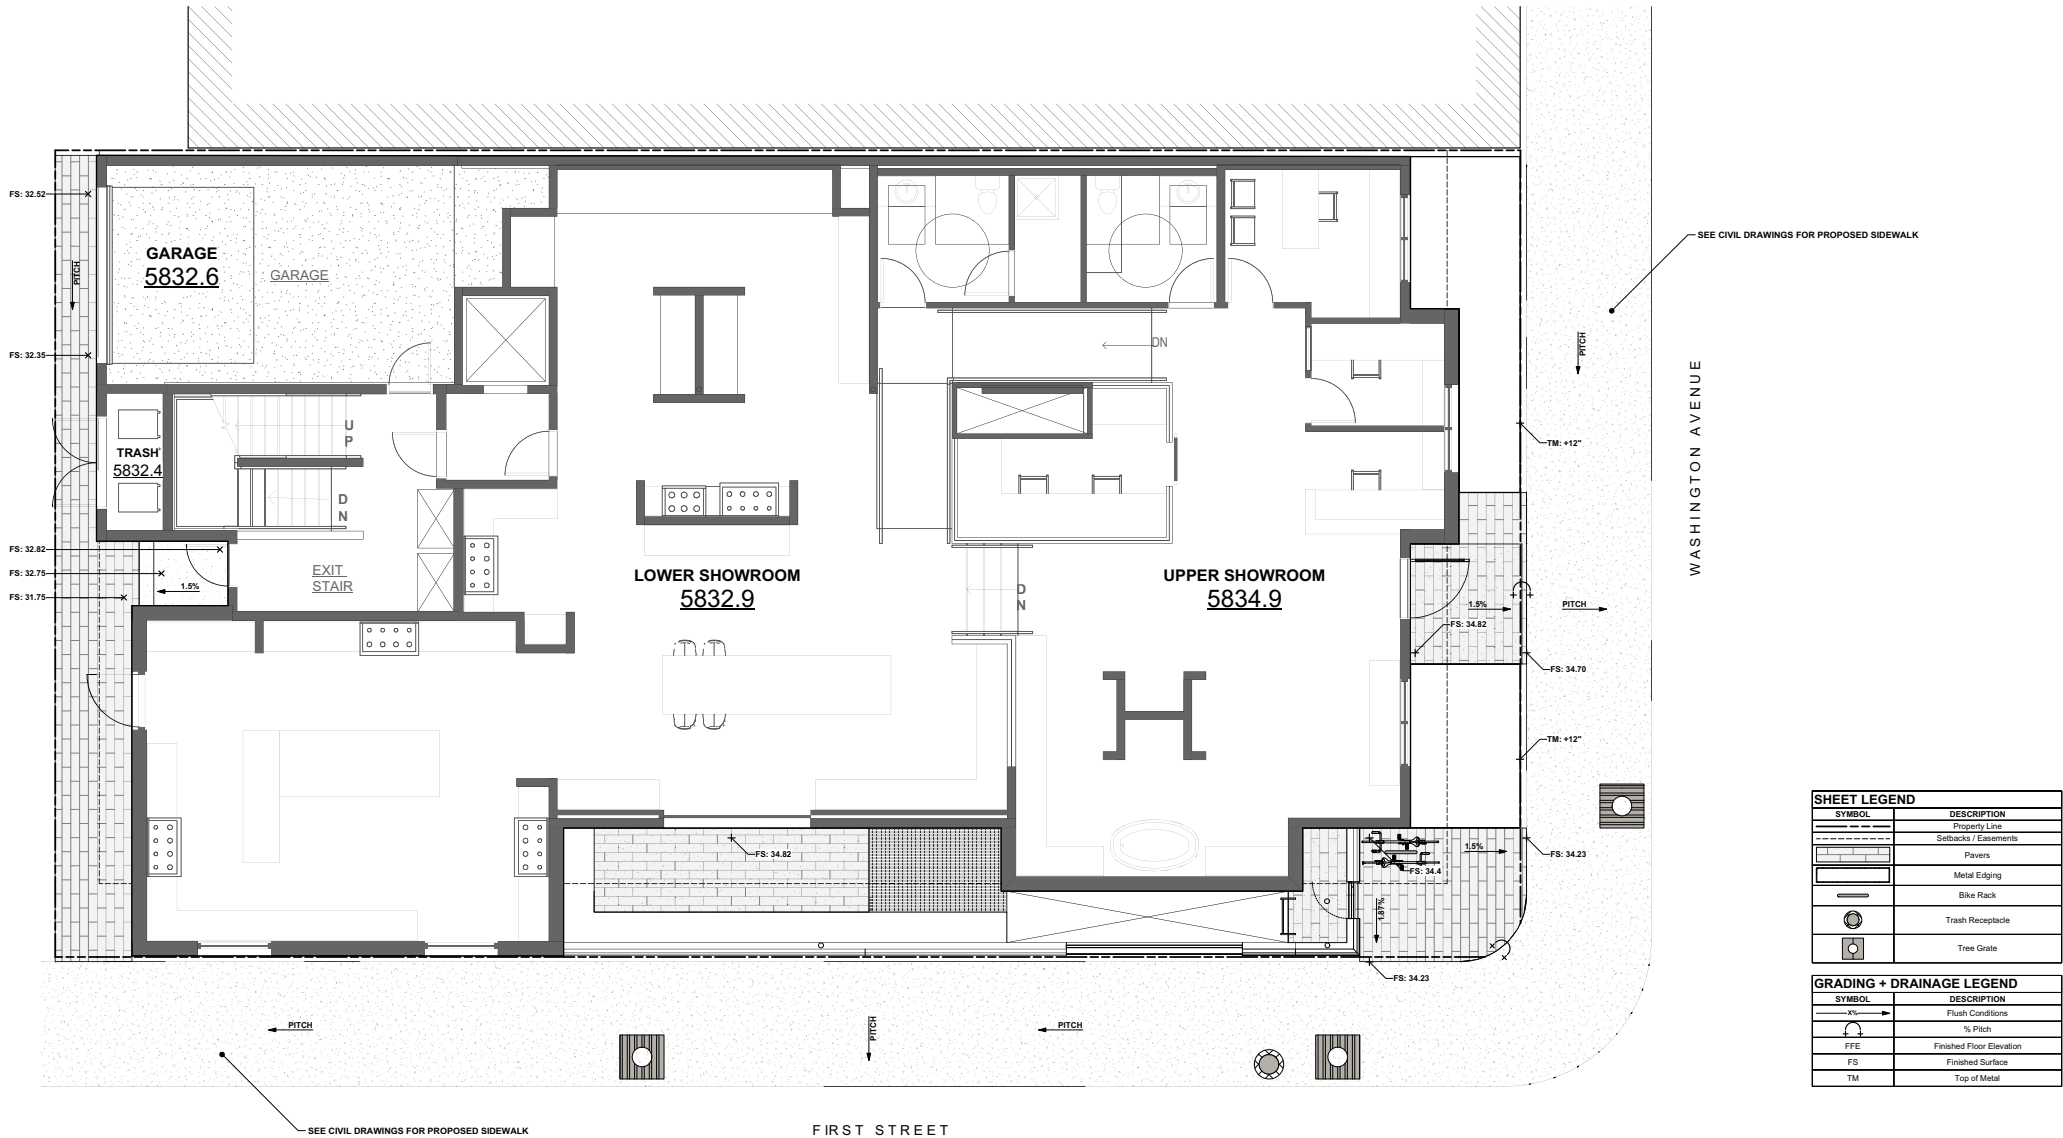 FS: 32.52
PITCH
FS: 32.35
GARAGE
5832.6
GARAGE
TRASH
5832.4
UP
DN
FS: 32.82
FS: 32.75
FS: 31.75
1.5%
EXIT
STAIR
LOWER SHOWROOM
5832.9
DN
DN
UPPER SHOWROOM
5834.9
SEE CIVIL DRAWINGS FOR PROPOSED SIDEWALK
PITCH
WASHINGTON AVENUE
TM: +12"
1.5%
PITCH
FS: 34.82
FS: 34.70
TM: +12"
FS: 34.82
1.5%
FS: 34.23
FS: 34.4
1.87%
FS: 34.23
PITCH
PITCH
PITCH
SEE CIVIL DRAWINGS FOR PROPOSED SIDEWALK
FIRST STREET
SHEET LEGEND
SYMBOL DESCRIPTION
Property Line
Setbacks / Easements
Pavers
Metal Edging
Bike Rack
Trash Receptacle
Tree Grate
GRADING + DRAINAGE LEGEND
SYMBOL DESCRIPTION
X% Flush Conditions
% Pitch
FFE Finished Floor Elevation
FS Finished Surface
TM Top of Metal